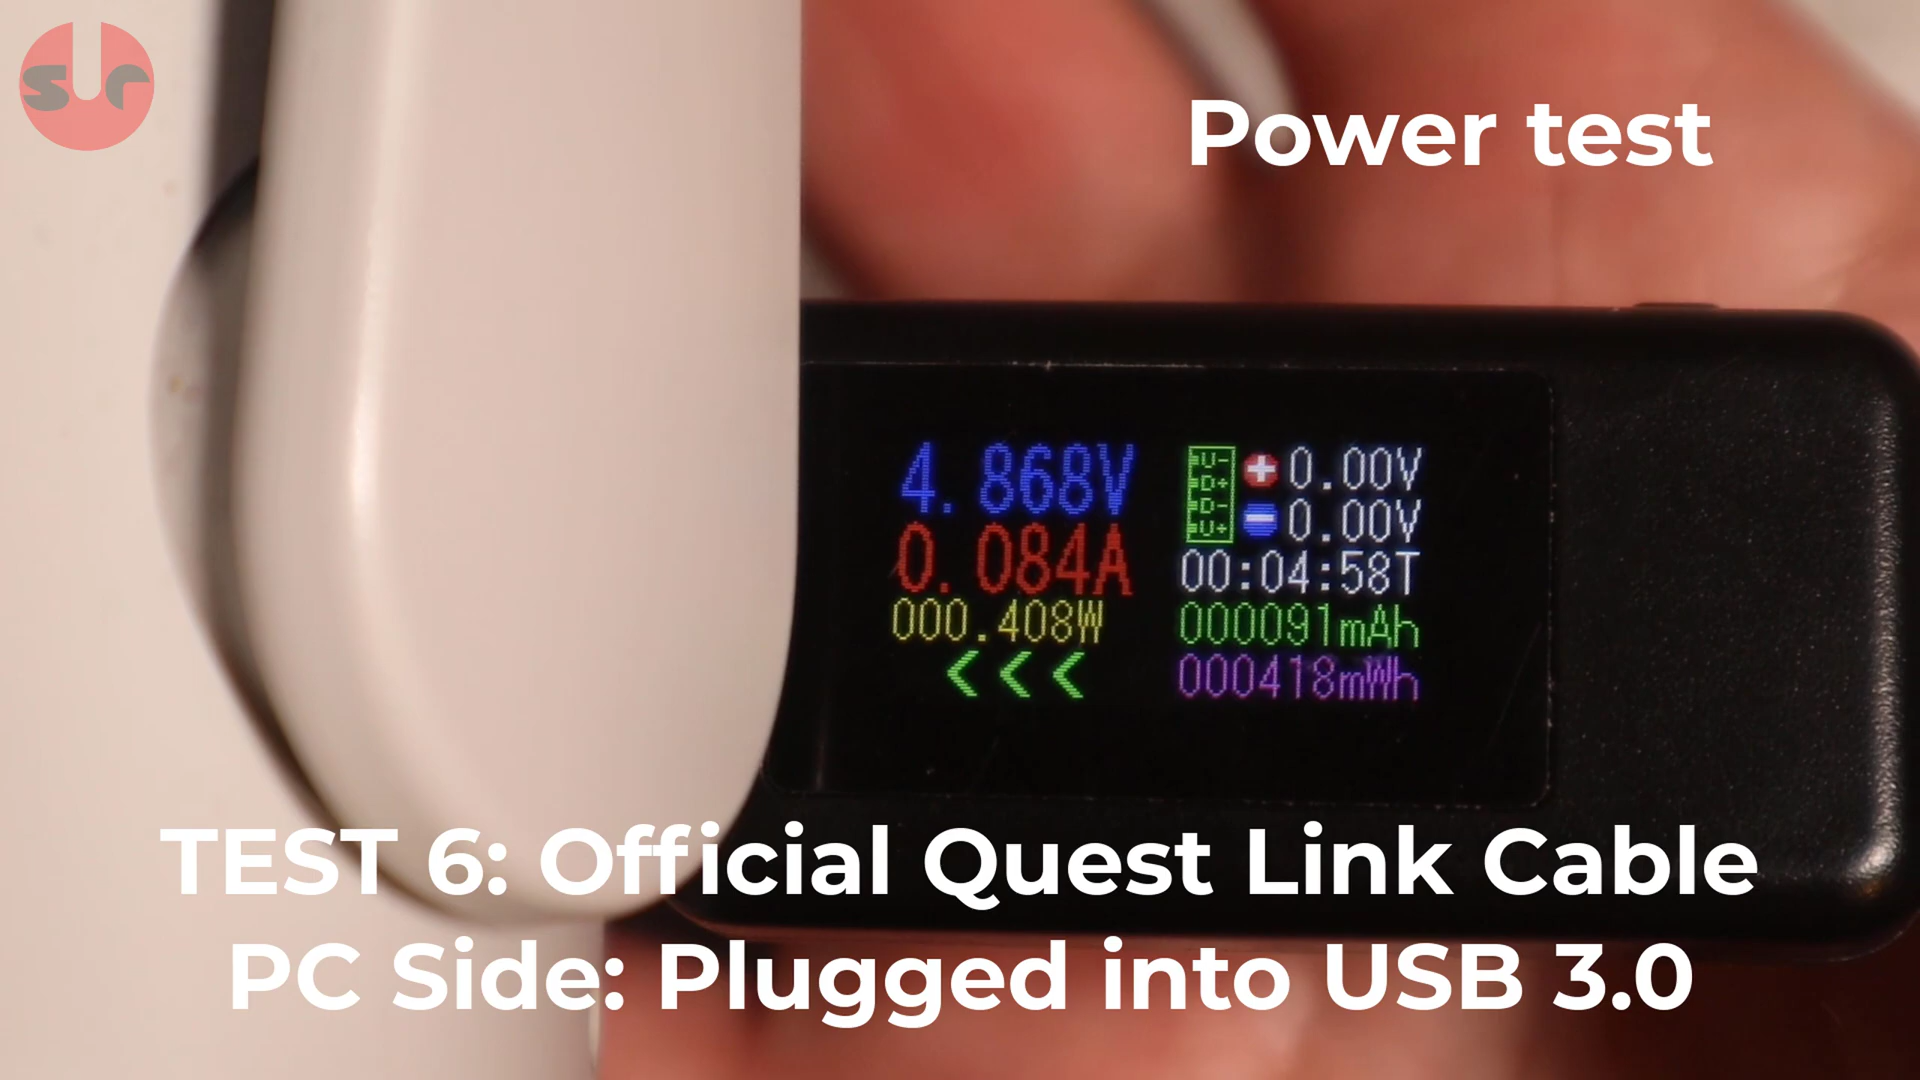 sUr
Power test
4.868V
0.084A
000.408W
<<<
U-
D+
D-
U+
+0.00V
-0.00V
00:04:58T
000091mAh
000418mWh
TEST 6: Official Quest Link Cable
PC Side: Plugged into USB 3.0